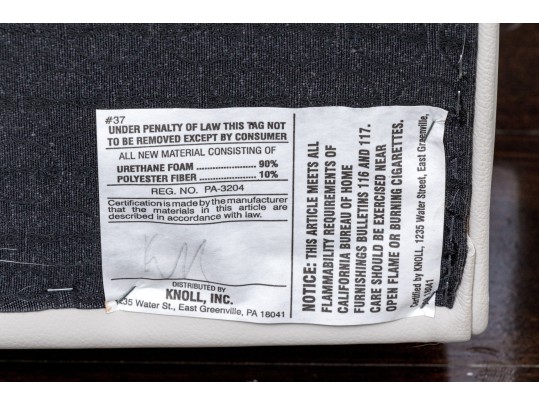 #37
UNDER PENALTY OF LAW THIS TAG NOT
TO BE REMOVED EXCEPT BY CONSUMER
ALL NEW MATERIAL CONSISTING OF
URETHANE FOAM ........................ 90%
POLYESTER FIBER ...................... 10%
REG. NO. PA-3204
Certification is made by the manufacturer
that the materials in this article are
described in accordance with law.
DISTRIBUTED BY
KNOLL, INC.
1235 Water St., East Greenville, PA 18041
NOTICE: THIS ARTICLE MEETS ALL
FLAMMABILITY REQUIREMENTS OF
CALIFORNIA BUREAU OF HOME
FURNISHINGS BULLETINS 116 AND 117.
CARE SHOULD BE EXERCISED NEAR
OPEN FLAME OR BURNING CIGARETTES.
Certified by KNOLL, 1235 Water Street, East Greenville,
18041